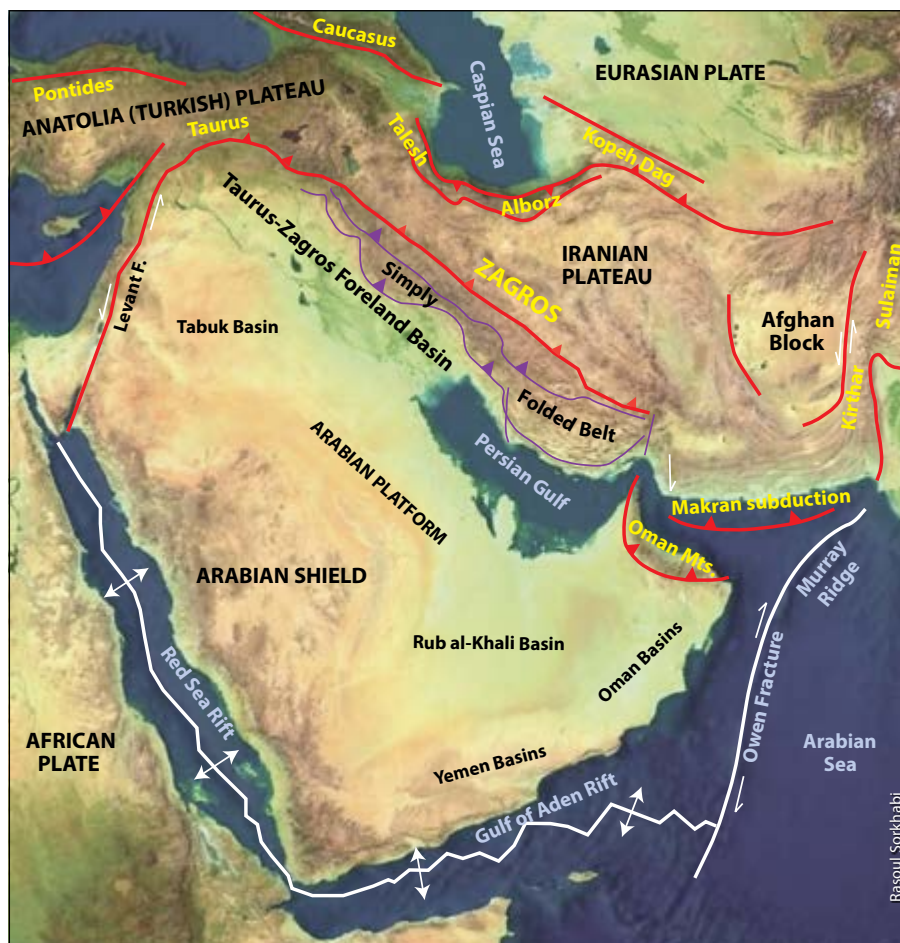 Caucasus
EURASIAN PLATE
Pontides
ANATOLIA (TURKISH) PLATEAU
Taurus
Caspian Sea
Talesh
Kopeh Dag
Alborz
Taurus-Zagros Foreland Basin
ZAGROS
IRANIAN
PLATEAU
Sulaiman
Levant F.
Simply
Tabuk Basin
Afghan
Block
Kirthar
Folded Belt
Persian Gulf
ARABIAN PLATFORM
Makran subduction
Oman Mts.
Murray
Ridge
ARABIAN SHIELD
Rub al-Khali Basin
Oman Basins
Red Sea Rift
Owen Fracture
AFRICAN
PLATE
Arabian
Sea
Yemen Basins
Gulf of Aden Rift
Rasoul Sorkhabi